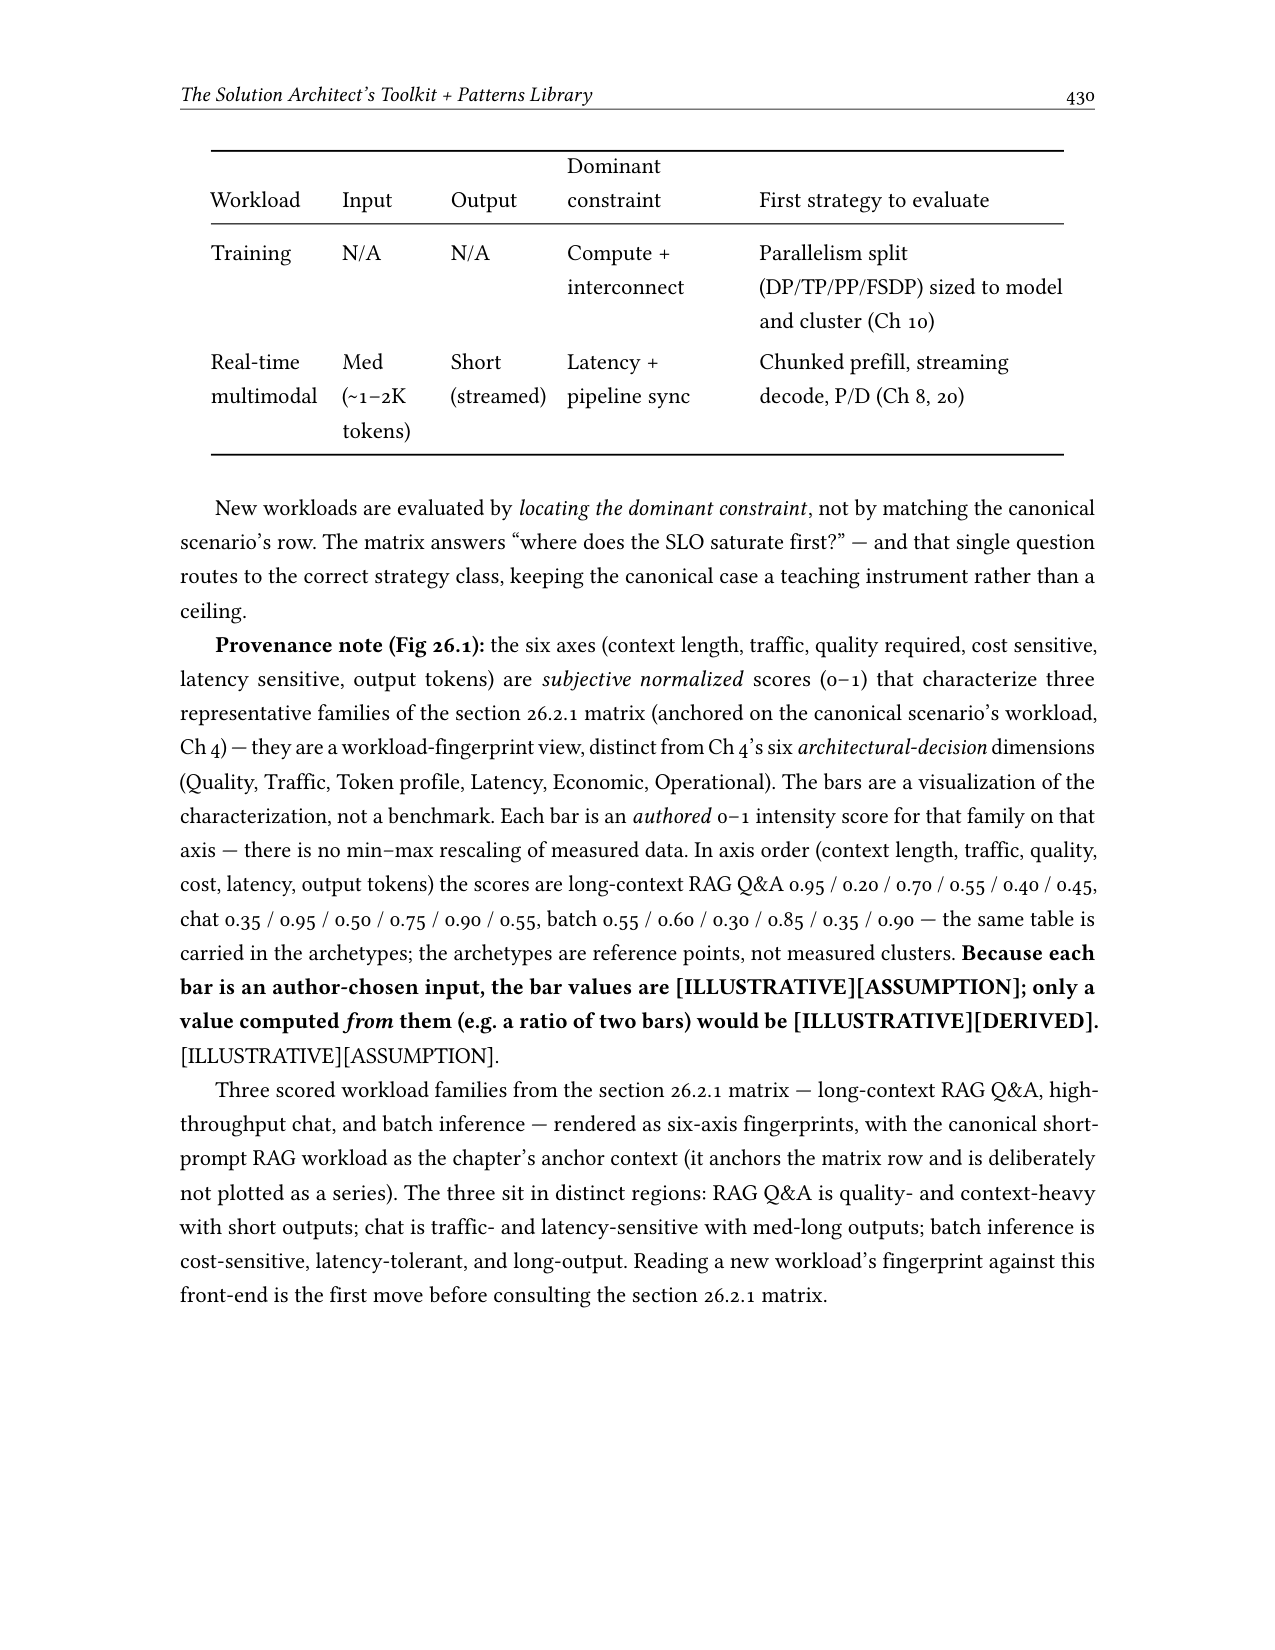 The Solution Architect's Toolkit + Patterns Library 430
Dominant
Workload Input Output constraint First strategy to evaluate
Training N/A N/A Compute + Parallelism split
interconnect (DP/TP/PP/FSDP) sized to model
and cluster (Ch 10)
Real-time Med Short Latency + Chunked prefill, streaming
multimodal (~1–2K (streamed) pipeline sync decode, P/D (Ch 8, 20)
tokens)
New workloads are evaluated by locating the dominant constraint, not by matching the canonical
scenario's row. The matrix answers “where does the SLO saturate first?” — and that single question
routes to the correct strategy class, keeping the canonical case a teaching instrument rather than a
ceiling.
Provenance note (Fig 26.1): the six axes (context length, traffic, quality required, cost sensitive,
latency sensitive, output tokens) are subjective normalized scores (0–1) that characterize three
representative families of the section 26.2.1 matrix (anchored on the canonical scenario's workload,
Ch 4) — they are a workload-fingerprint view, distinct from Ch 4's six architectural-decision dimensions
(Quality, Traffic, Token profile, Latency, Economic, Operational). The bars are a visualization of the
characterization, not a benchmark. Each bar is an authored 0–1 intensity score for that family on that
axis — there is no min–max rescaling of measured data. In axis order (context length, traffic, quality,
cost, latency, output tokens) the scores are long-context RAG Q&A 0.95 / 0.20 / 0.70 / 0.55 / 0.40 / 0.45,
chat 0.35 / 0.95 / 0.50 / 0.75 / 0.90 / 0.55, batch 0.55 / 0.60 / 0.30 / 0.85 / 0.35 / 0.90 — the same table is
carried in the archetypes; the archetypes are reference points, not measured clusters. Because each
bar is an author-chosen input, the bar values are [ILLUSTRATIVE][ASSUMPTION]; only a
value computed from them (e.g. a ratio of two bars) would be [ILLUSTRATIVE][DERIVED].
[ILLUSTRATIVE][ASSUMPTION].
Three scored workload families from the section 26.2.1 matrix — long-context RAG Q&A, high-
throughput chat, and batch inference — rendered as six-axis fingerprints, with the canonical short-
prompt RAG workload as the chapter's anchor context (it anchors the matrix row and is deliberately
not plotted as a series). The three sit in distinct regions: RAG Q&A is quality- and context-heavy
with short outputs; chat is traffic- and latency-sensitive with med-long outputs; batch inference is
cost-sensitive, latency-tolerant, and long-output. Reading a new workload's fingerprint against this
front-end is the first move before consulting the section 26.2.1 matrix.